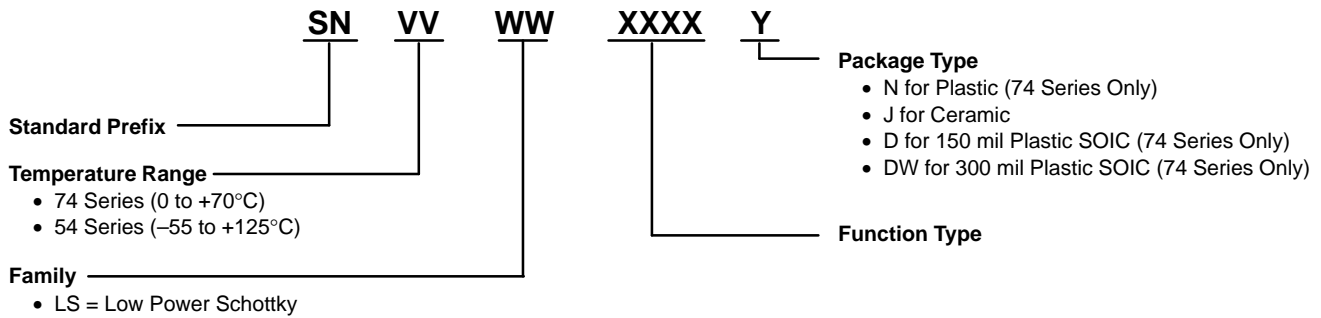 SN VV WW XXXX Y
Standard Prefix
Temperature Range
• 74 Series (0 to +70°C)
• 54 Series (–55 to +125°C)
Family
• LS = Low Power Schottky
Package Type
• N for Plastic (74 Series Only)
• J for Ceramic
• D for 150 mil Plastic SOIC (74 Series Only)
• DW for 300 mil Plastic SOIC (74 Series Only)
Function Type